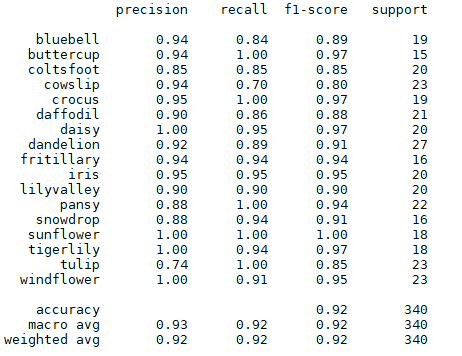 precision recall f1-score support
bluebell 0.94 0.84 0.89 19
buttercup 0.94 1.00 0.97 15
coltsfoot 0.85 0.85 0.85 20
cowslip 0.94 0.70 0.80 23
crocus 0.95 1.00 0.97 19
daffodil 0.90 0.86 0.88 21
daisy 1.00 0.95 0.97 20
dandelion 0.92 0.89 0.91 27
fritillary 0.94 0.94 0.94 16
iris 0.95 0.95 0.95 20
lilyvalley 0.90 0.90 0.90 20
pansy 0.88 1.00 0.94 22
snowdrop 0.88 0.94 0.91 16
sunflower 1.00 1.00 1.00 18
tigerlily 1.00 0.94 0.97 18
tulip 0.74 1.00 0.85 23
windflower 1.00 0.91 0.95 23
accuracy 0.92 340
macro avg 0.93 0.92 0.92 340
weighted avg 0.92 0.92 0.92 340